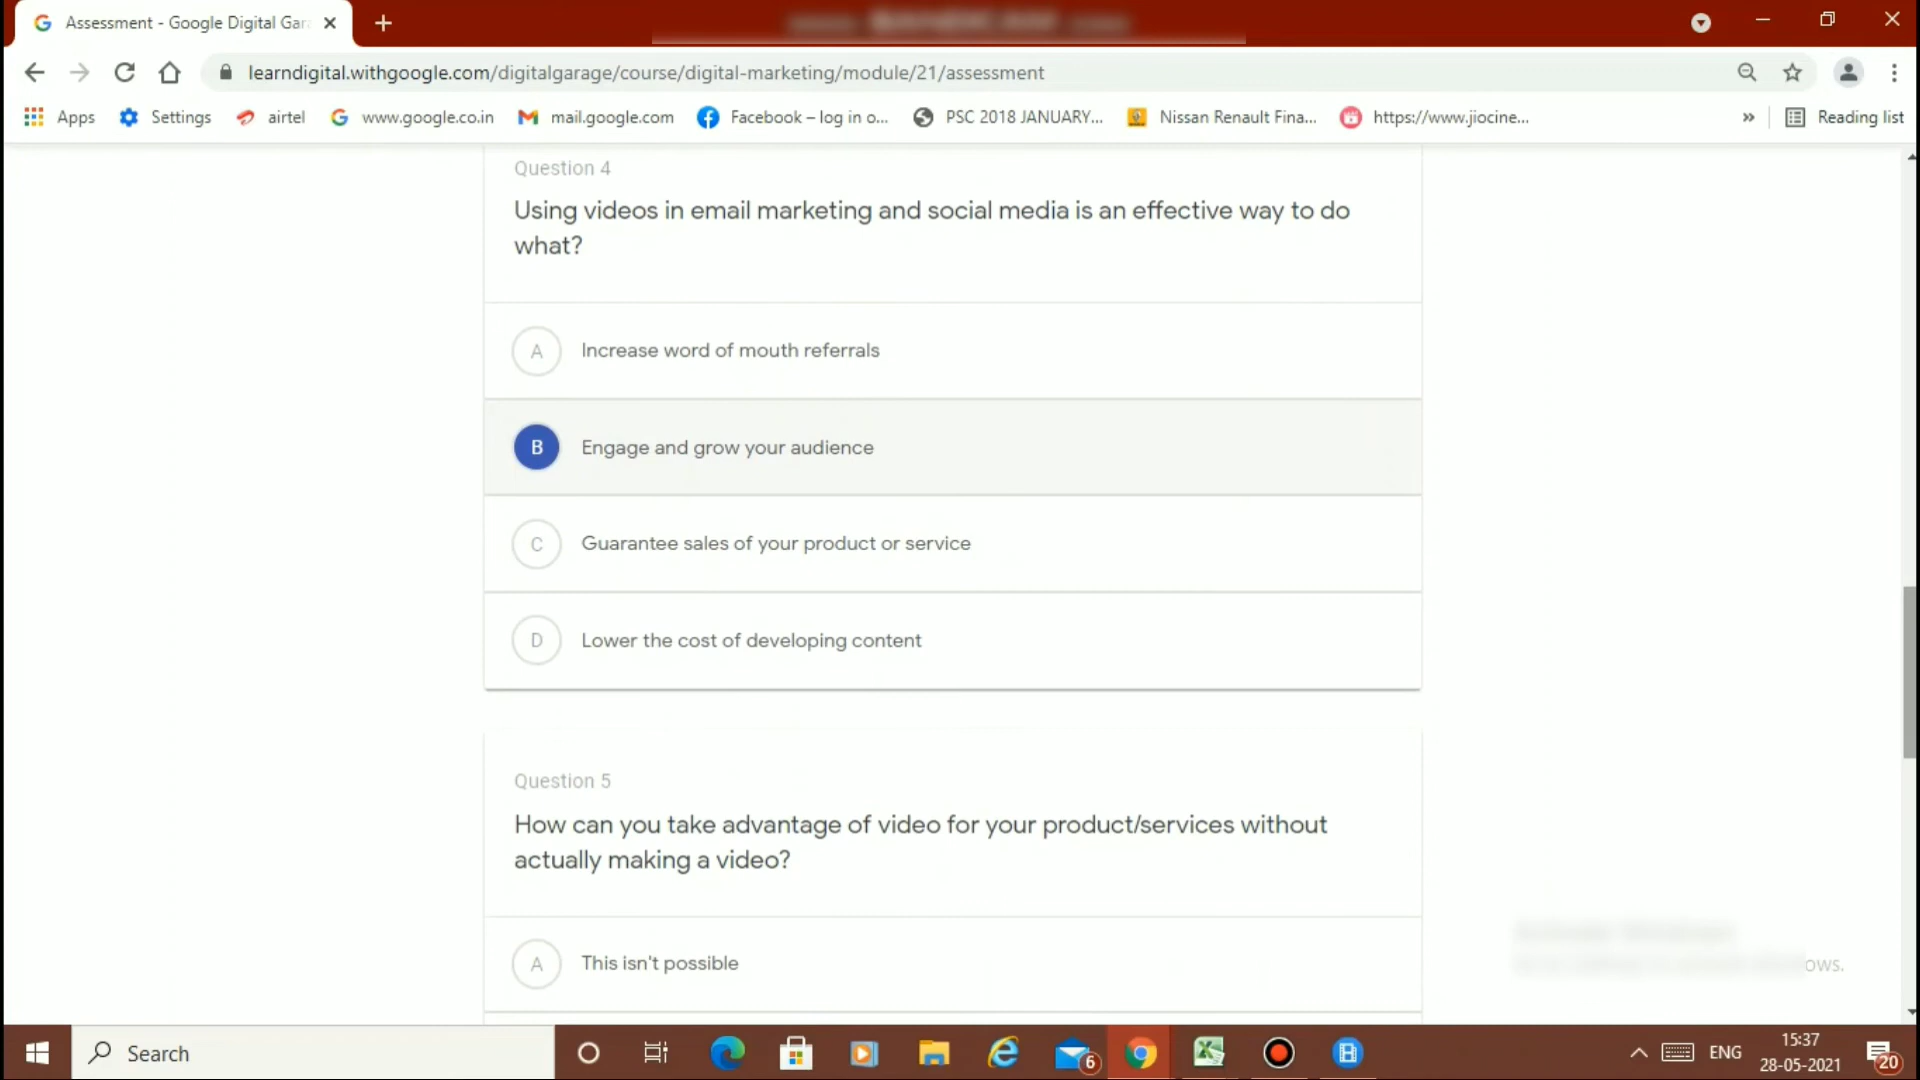 Assessment - Google Digital Gar
learndigital.withgoogle.com/digitalgarage/course/digital-marketing/module/21/assessment
Apps Settings airtel www.google.co.in mail.google.com Facebook – log in o... PSC 2018 JANUARY... Nissan Renault Fina... https://www.jiocine... » Reading list
Question 4
Using videos in email marketing and social media is an effective way to do
what?
A Increase word of mouth referrals
B Engage and grow your audience
C Guarantee sales of your product or service
D Lower the cost of developing content
Question 5
How can you take advantage of video for your product/services without
actually making a video?
A This isn't possible
ows.
Search
6
ENG
15:37
28-05-2021
20